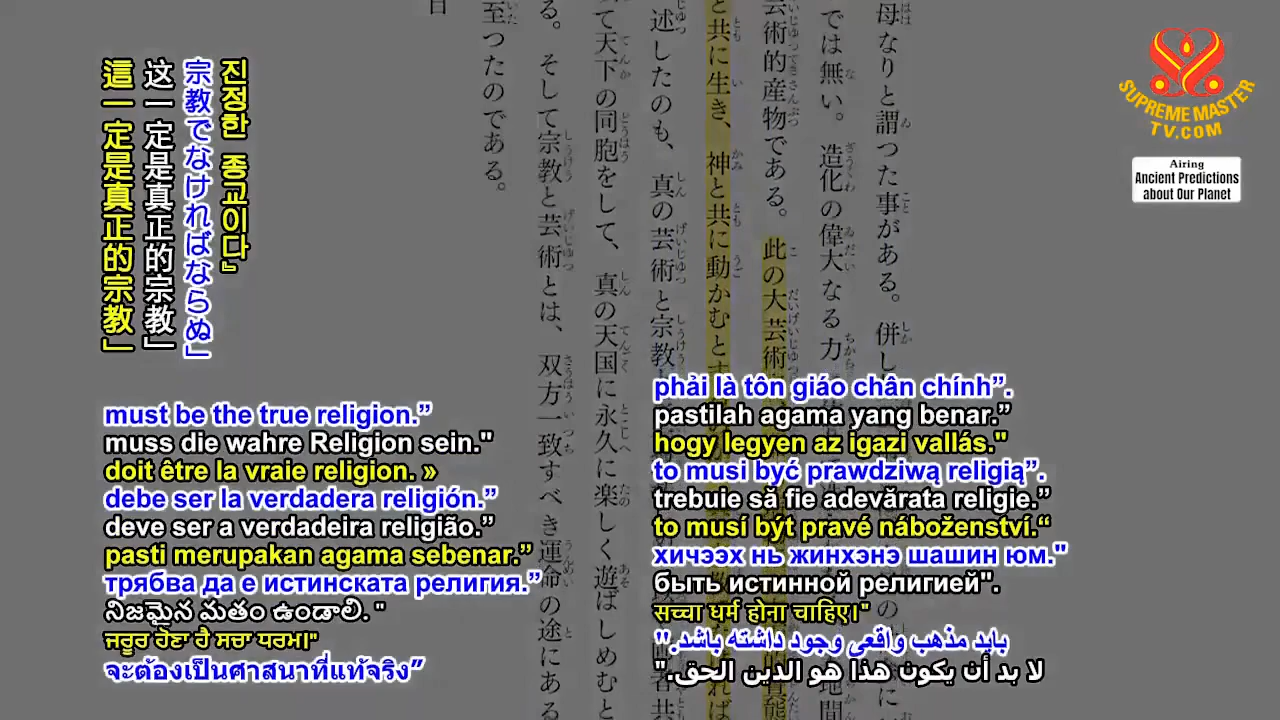 日
母なりと謂つた事がある。併し
では無い。造化の偉大なる力
芸術的産物である。此の大芸術
と共に生き、神と共に動かむとす
述したのも、真の芸術と宗教
て天下の同胞をして、真の天国に永久に楽しく遊ばしめむと
る。そして宗教と芸術とは、双方一致すべき運命の途にある
至つたのである。
SUPREME MASTER
TV.COM
Airing
Ancient Predictions
about Our Planet
진정한 종교이다』
宗教でなければならぬ」
这一定是真正的宗教」
這一定是真正的宗教」
must be the true religion.”
muss die wahre Religion sein."
doit être la vraie religion. »
debe ser la verdadera religión.”
deve ser a verdadeira religião.”
pasti merupakan agama sebenar.”
трябва да е истинската религия.”
నిజమైన మతం ఉండాలి. "
ਜਰੂਰ ਹੋਣਾ ਹੈ ਸਚਾ ਧਰਮ।"
จะต้องเป็นศาสนาที่แท้จริง”
phải là tôn giáo chân chính”.
pastilah agama yang benar.”
hogy legyen az igazi vallás."
to musi być prawdziwą religią”.
trebuie să fie adevărata religie.”
to musí být pravé náboženství.“
хичээх нь жинхэнэ шашин юм."
быть истинной религией".
सच्चा धर्म होना चाहिए।"
باید مذهب واقعی وجود داشته باشد."
لا بد أن يكون هذا هو الدين الحق."